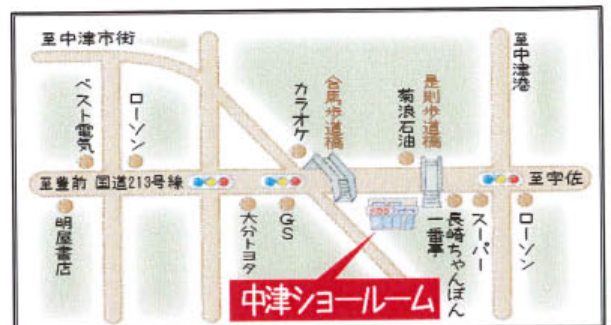 至中津市街
ベスト電気
ローソン
カラオケ
合馬歩道橋
菊浪石油
是則歩道橋
至中津港
至豊前 国道213号線
至宇佐
明屋書店
大分トヨタ
GS
一番亭
長崎ちゃんぽん
スーパー
ローソン
中津ショールーム